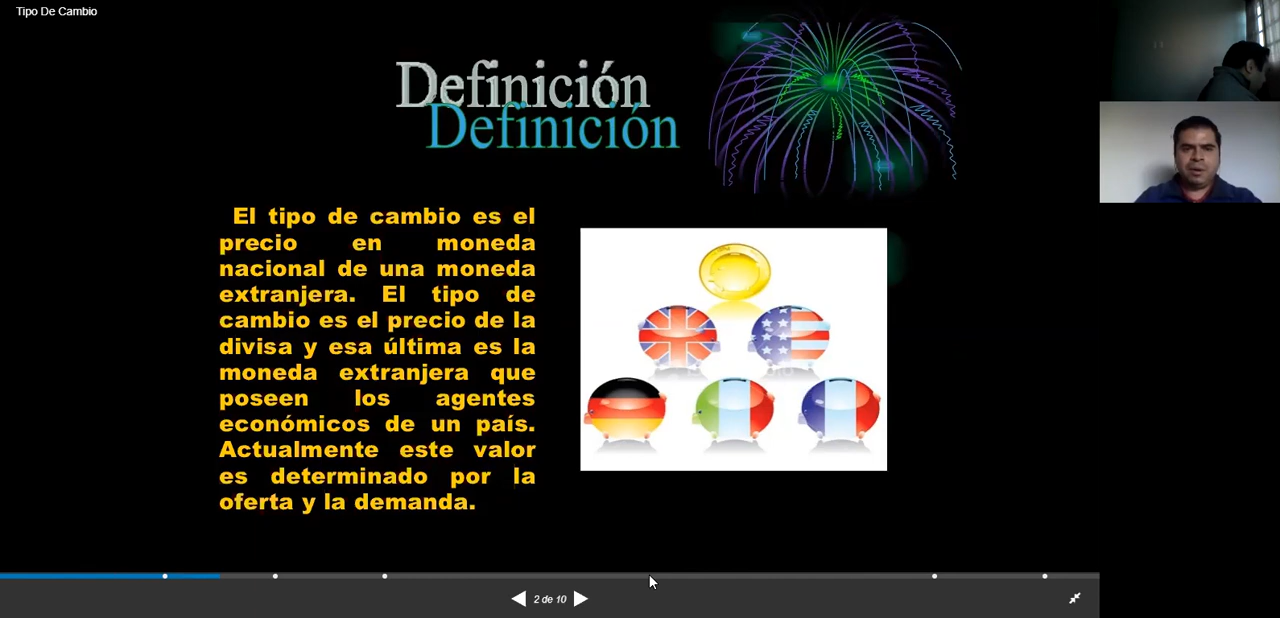 Tipo De Cambio
Definición
Definición
El tipo de cambio es el
precio en moneda
nacional de una moneda
extranjera. El tipo de
cambio es el precio de la
divisa y esa última es la
moneda extranjera que
poseen los agentes
económicos de un país.
Actualmente este valor
es determinado por la
oferta y la demanda.
2 de 10